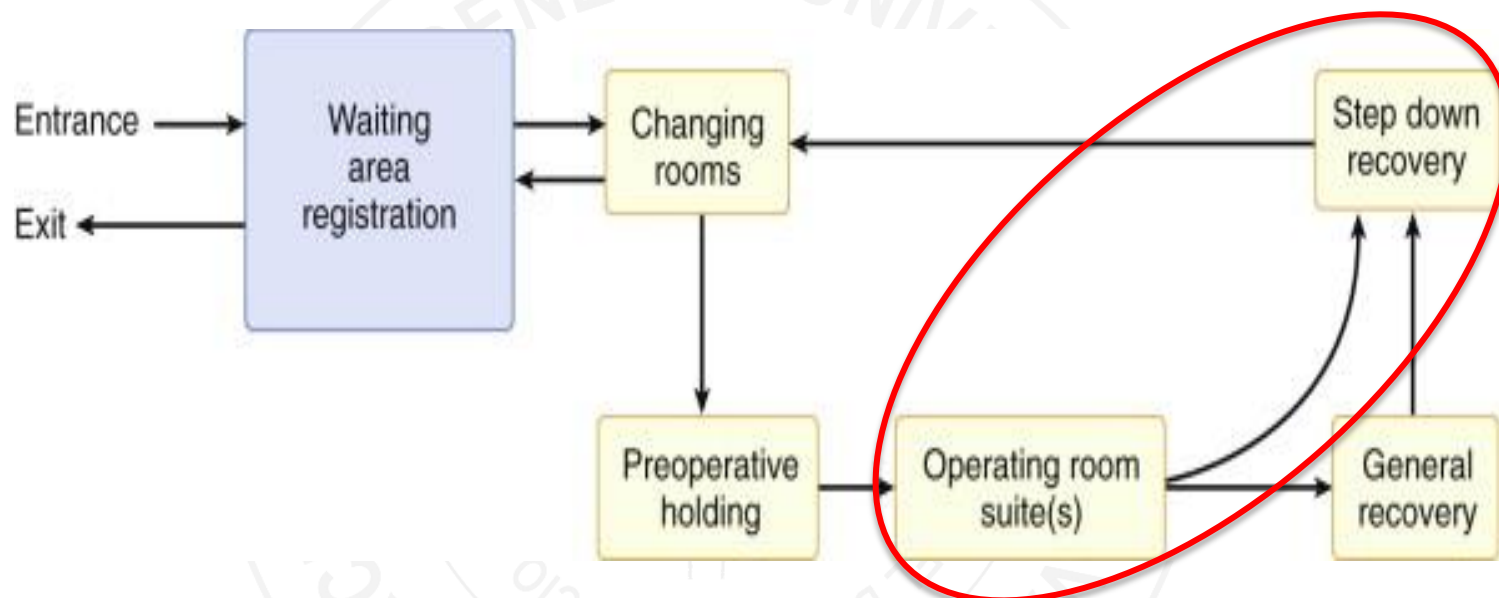 Entrance
Exit
Waiting
area
registration
Changing
rooms
Step down
recovery
Preoperative
holding
Operating room
suite(s)
General
recovery